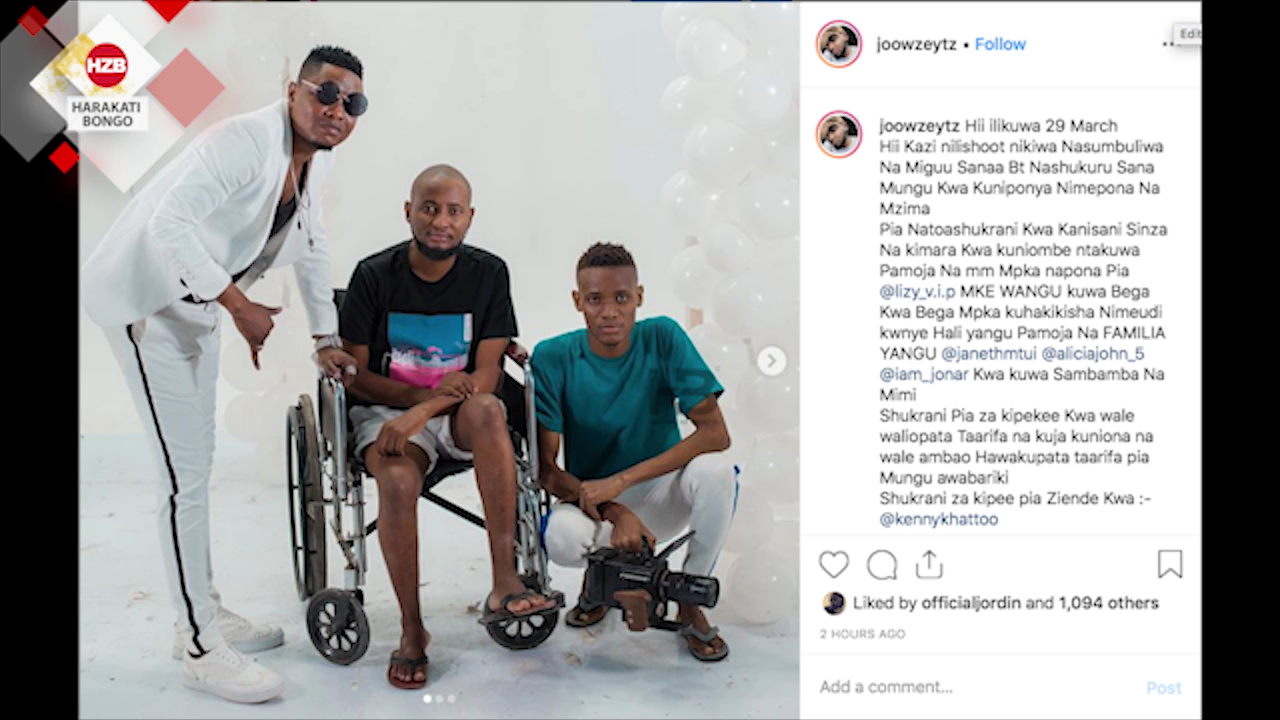 HZB
HARAKATI
BONGO
joowzeytz • Follow
Edit
joowzeytz Hii ilikuwa 29 March
Hii Kazi nilishoot nikiwa Nasumbuliwa
Na Miguu Sanaa Bt Nashukuru Sana
Mungu Kwa Kuniponya Nimepona Na
Mzima
Pia Natoashukrani Kwa Kanisani Sinza
Na kimara Kwa kuniombe ntakuwa
Pamoja Na mm Mpka napona Pia
@lizy_v.i.p MKE WANGU kuwa Bega
Kwa Bega Mpka kuhakikisha Nimeudi
kwnye Hali yangu Pamoja Na FAMILIA
YANGU @janethmtui @aliciajohn_5
@iam_jonar Kwa kuwa Sambamba Na
Mimi
Shukrani Pia za kipekee Kwa wale
waliopata Taarifa na kuja kuniona na
wale ambao Hawakupata taarifa pia
Mungu awabariki
Shukrani za kipee pia Ziende Kwa :-
@kennykhattoo
Liked by officialjordin and 1,094 others
2 HOURS AGO
Add a comment...
Post